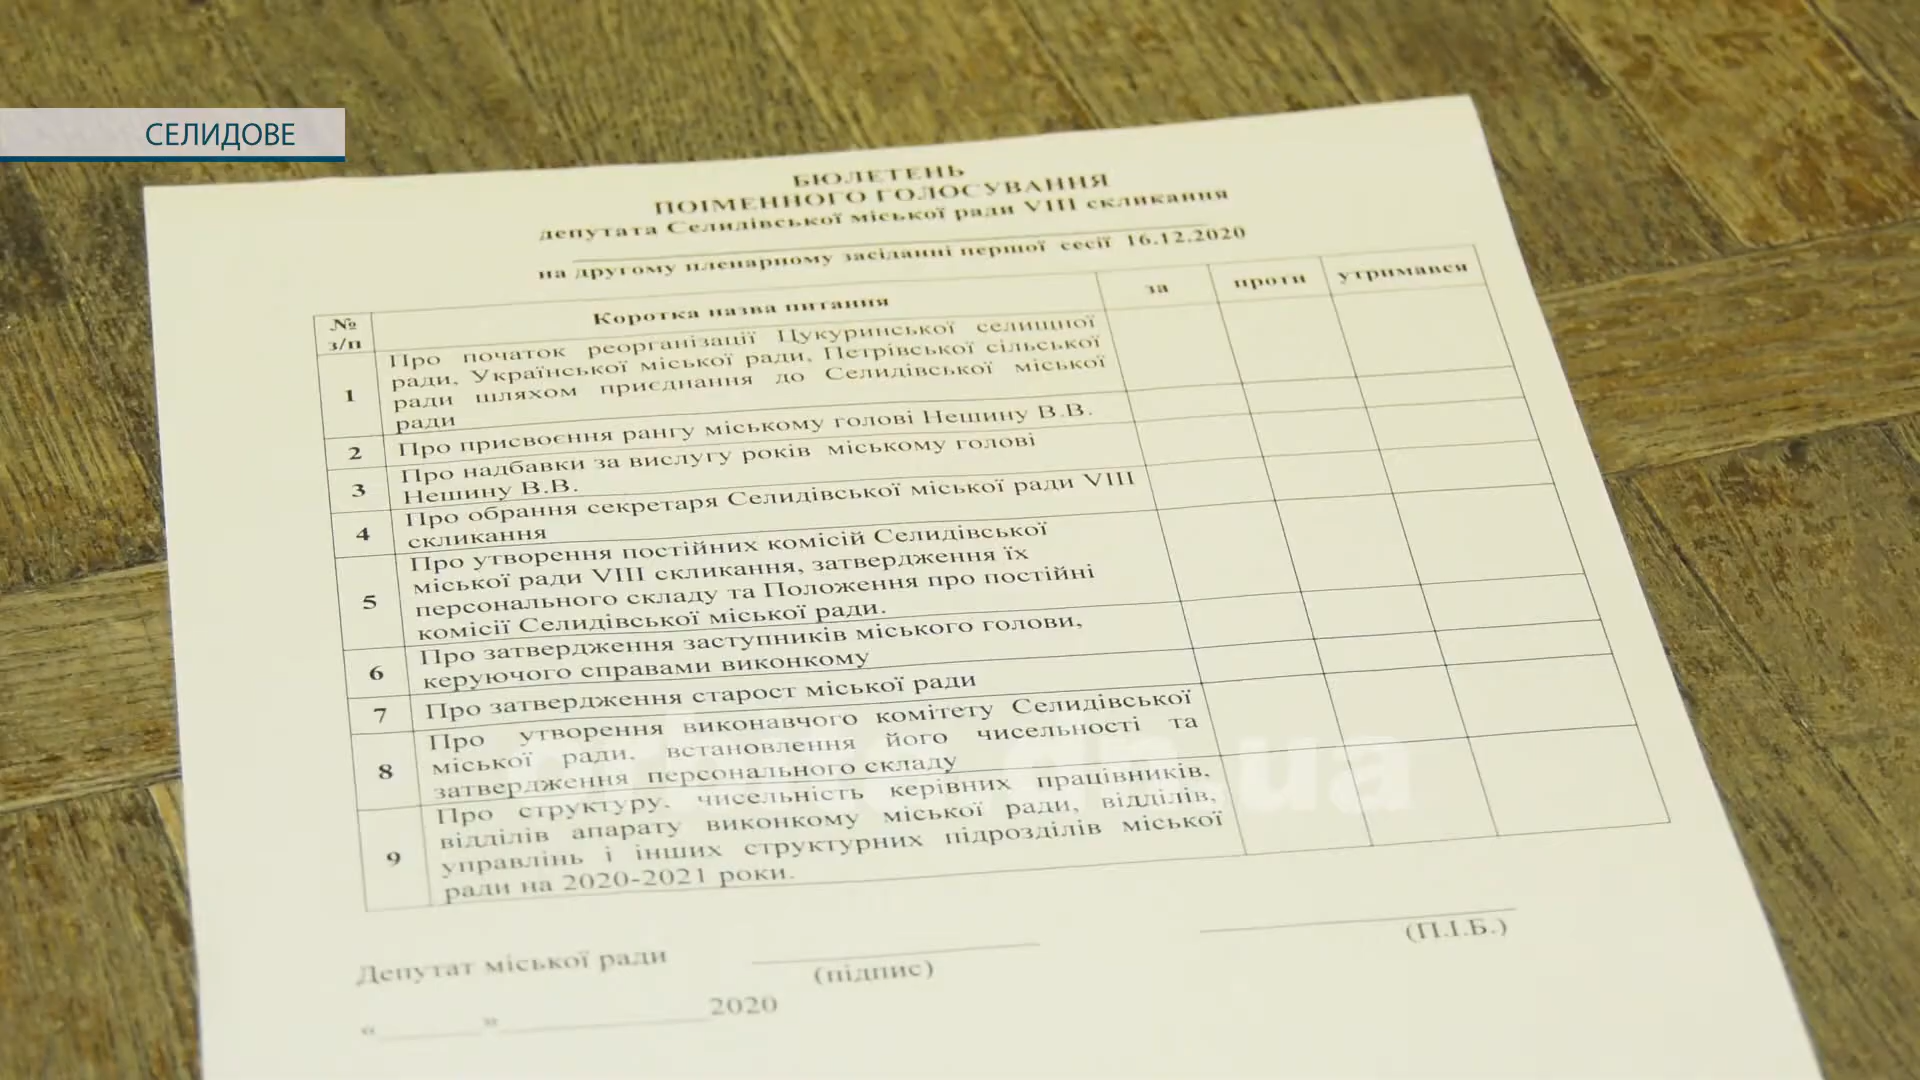 СЕЛИДОВЕ
БЮЛЕТЕНЬ
ПОІМЕННОГО ГОЛОСУВАННЯ
депутата Селидівської міської ради VIII скликання
на другому пленарному засіданні першої сесії 16.12.2020
№ з/п Коротка назва питання за проти утримався
1 Про початок реорганізації Цукуринської селищної
ради, Української міської ради, Петрівської сільської
ради шляхом приєднання до Селидівської міської
ради
2 Про присвоєння рангу міському голові Нешину В.В.
3 Про надбавки за вислугу років міському голові
Нешину В.В.
4 Про обрання секретаря Селидівської міської ради VIII
скликання
5 Про утворення постійних комісій Селидівської
міської ради VIII скликання, затвердження їх
персонального складу та Положення про постійні
комісії Селидівської міської ради.
6 Про затвердження заступників міського голови,
керуючого справами виконкому
7 Про затвердження старост міської ради
8 Про утворення виконавчого комітету Селидівської
міської ради, встановлення його чисельності та
затвердження персонального складу
9 Про структуру, чисельність керівних працівників,
відділів апарату виконкому міської ради, відділів,
управлінь і інших структурних підрозділів міської
ради на 2020-2021 роки.
Депутат міської ради
(підпис)
(П.І.Б.)
«______»______________2020